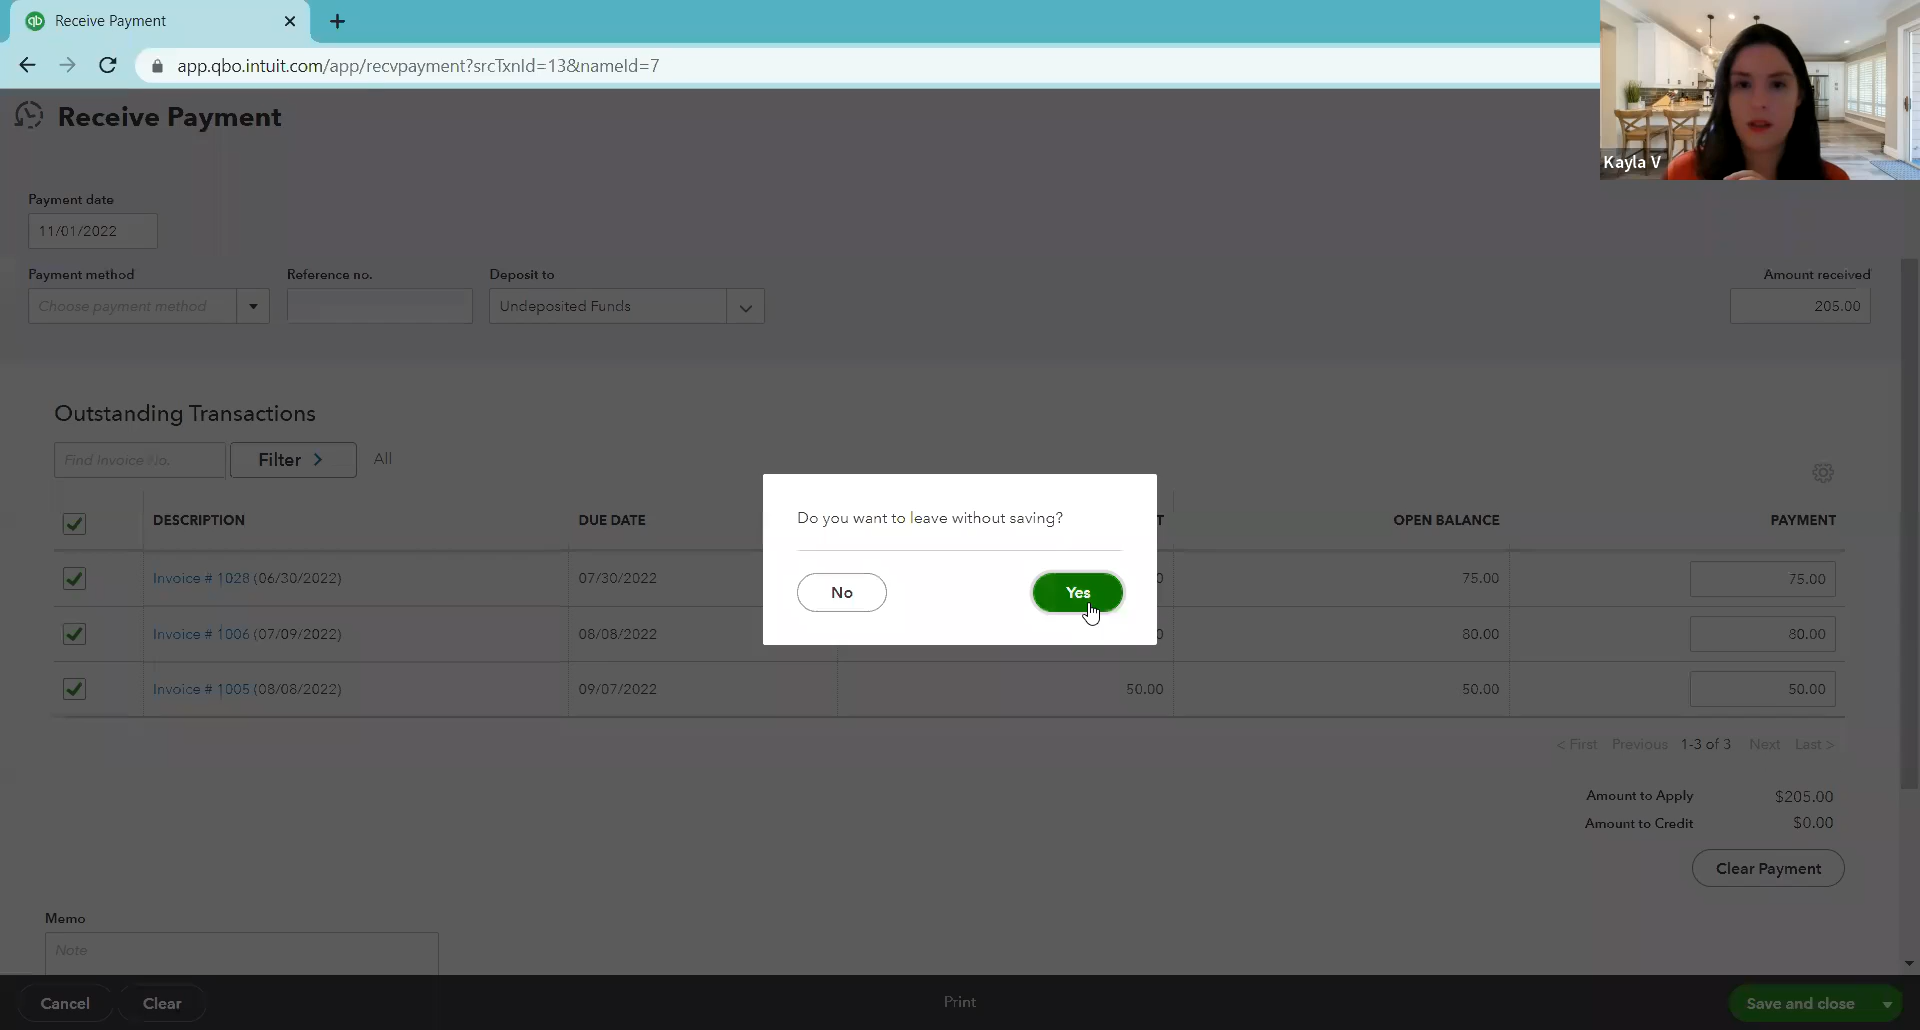 qb Receive Payment
app.qbo.intuit.com/app/recvpayment?srcTxnId=13&nameId=7
Kayla V
Receive Payment
Payment date
11/01/2022
Payment method Reference no. Deposit to Amount received
Choose payment method Undeposited Funds 205.00
Outstanding Transactions
Find Invoice No. Filter > All
DESCRIPTION DUE DATE T OPEN BALANCE PAYMENT
Invoice # 1028 (06/30/2022) 07/30/2022 0 75.00 75.00
Invoice # 1006 (07/09/2022) 08/08/2022 0 80.00 80.00
Invoice # 1005 (08/08/2022) 09/07/2022 50.00 50.00 50.00
Do you want to leave without saving?
No Yes
< First Previous 1-3 of 3 Next Last >
Amount to Apply $205.00
Amount to Credit $0.00
Clear Payment
Memo
Note
Cancel Clear Print Save and close